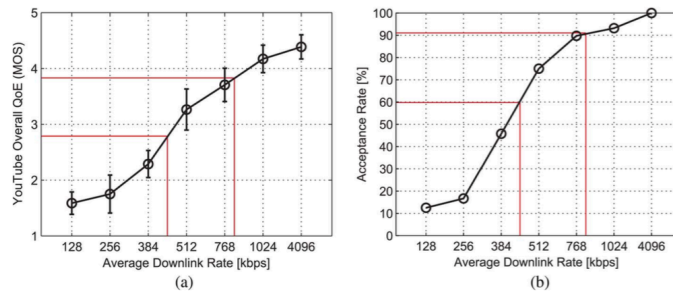 5
4
3
2
1
YouTube Overall QoE (MOS)
128 256 384 512 768 1024 4096
Average Downlink Rate [kbps]
(a)
100
90
80
70
60
50
40
30
20
10
0
Acceptance Rate [%]
128 256 384 512 768 1024 4096
Average Downlink Rate [kbps]
(b)